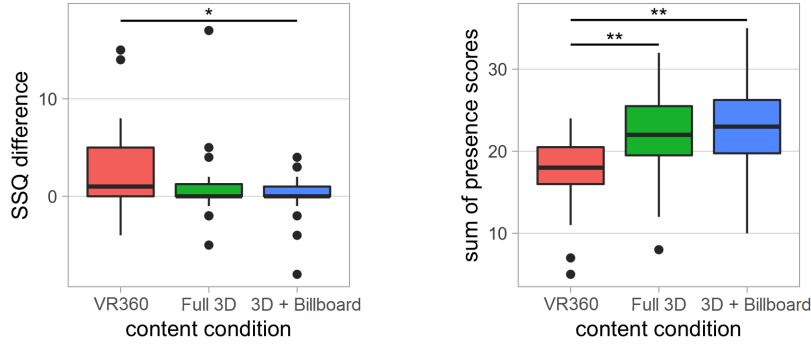 *
10
0
SSQ difference
VR360 Full 3D 3D + Billboard
content condition
**
**
30
20
10
sum of presence scores
VR360 Full 3D 3D + Billboard
content condition